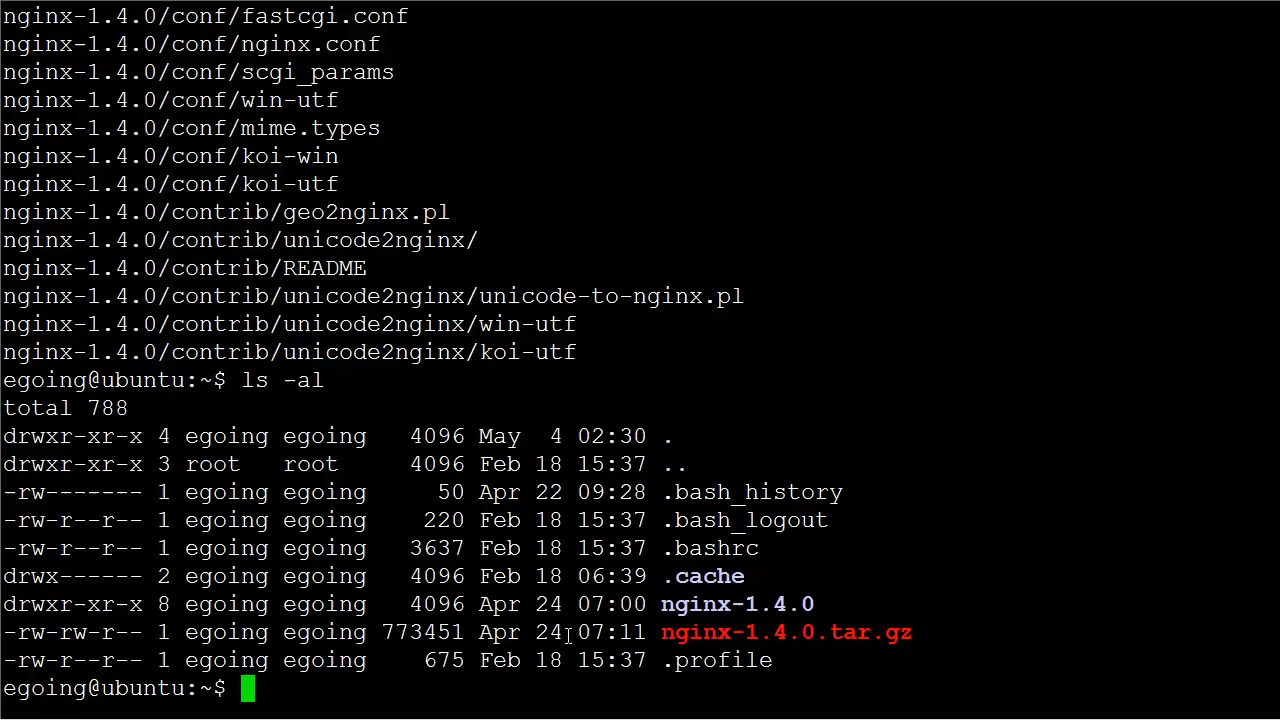 nginx-1.4.0/conf/fastcgi.conf
nginx-1.4.0/conf/nginx.conf
nginx-1.4.0/conf/scgi_params
nginx-1.4.0/conf/win-utf
nginx-1.4.0/conf/mime.types
nginx-1.4.0/conf/koi-win
nginx-1.4.0/conf/koi-utf
nginx-1.4.0/contrib/geo2nginx.pl
nginx-1.4.0/contrib/unicode2nginx/
nginx-1.4.0/contrib/README
nginx-1.4.0/contrib/unicode2nginx/unicode-to-nginx.pl
nginx-1.4.0/contrib/unicode2nginx/win-utf
nginx-1.4.0/contrib/unicode2nginx/koi-utf
egoing@ubuntu:~$ ls -al
total 788
drwxr-xr-x 4 egoing egoing   4096 May  4 02:30 .
drwxr-xr-x 3 root   root     4096 Feb 18 15:37 ..
-rw------- 1 egoing egoing     50 Apr 22 09:28 .bash_history
-rw-r--r-- 1 egoing egoing    220 Feb 18 15:37 .bash_logout
-rw-r--r-- 1 egoing egoing   3637 Feb 18 15:37 .bashrc
drwx------ 2 egoing egoing   4096 Feb 18 06:39 .cache
drwxr-xr-x 8 egoing egoing   4096 Apr 24 07:00 nginx-1.4.0
-rw-rw-r-- 1 egoing egoing 773451 Apr 24 07:11 nginx-1.4.0.tar.gz
-rw-r--r-- 1 egoing egoing    675 Feb 18 15:37 .profile
egoing@ubuntu:~$